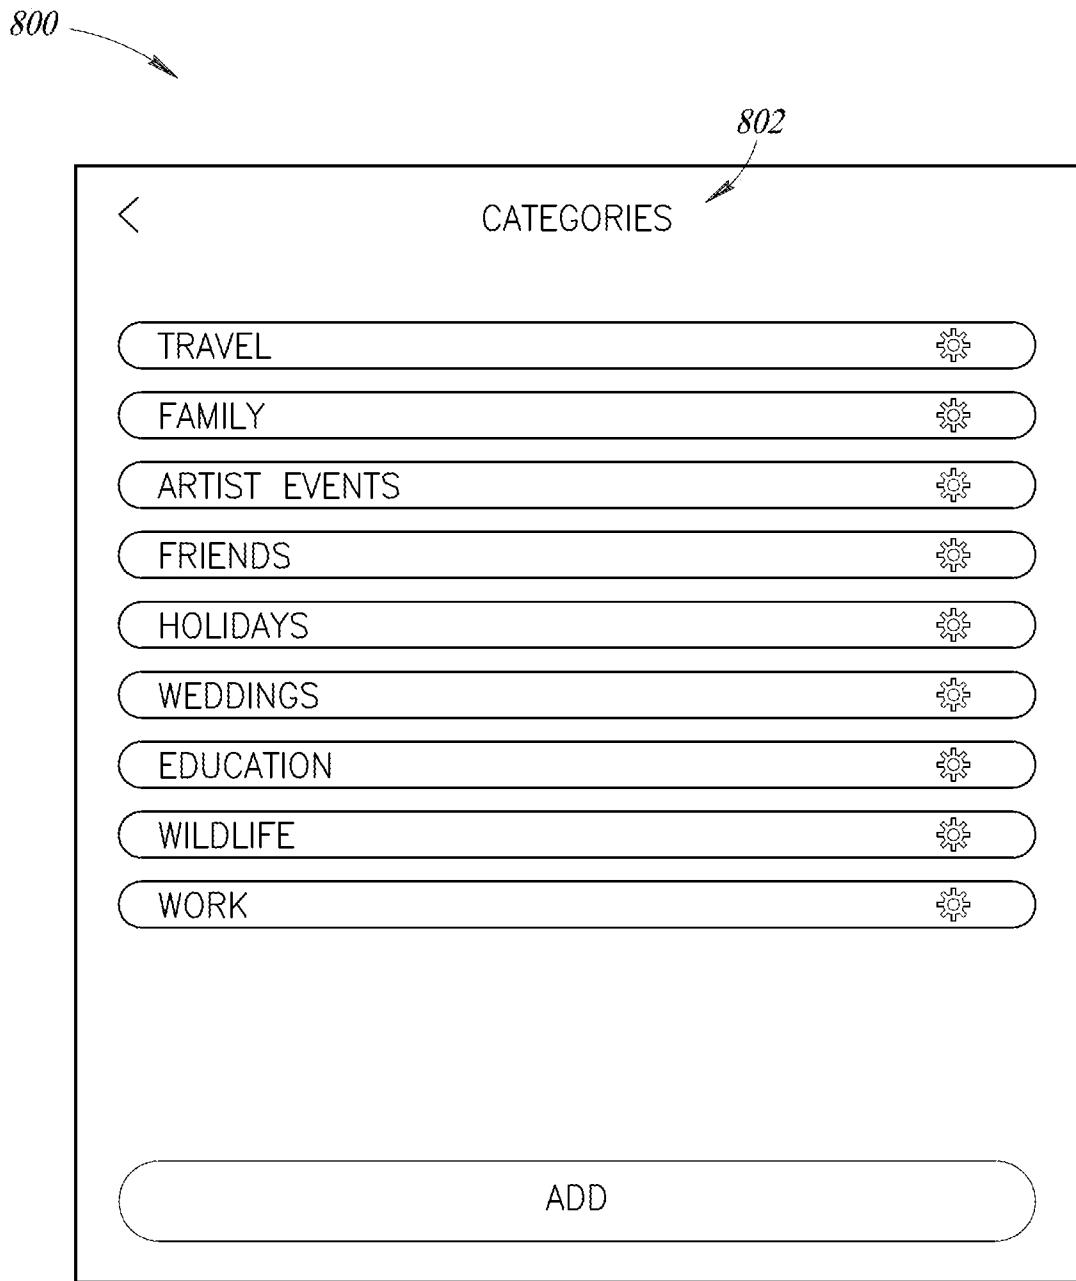 800
802
CATEGORIES
TRAVEL
FAMILY
ARTIST EVENTS
FRIENDS
HOLIDAYS
WEDDINGS
EDUCATION
WILDLIFE
WORK
ADD